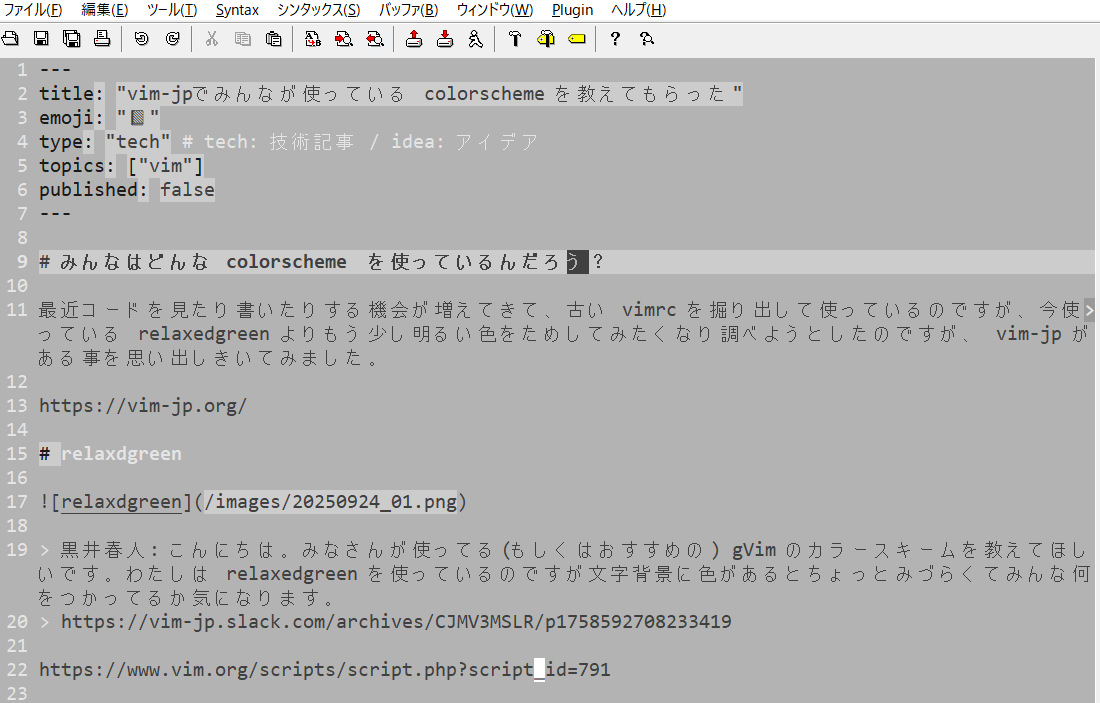 ファイル(F) 編集(E) ツール(T) Syntax シンタックス(S) バッファ(B) ウィンドウ(W) Plugin ヘルプ(H)
1 ---
2 title: "vim-jpでみんなが使っている colorscheme を教えてもらった"
3 emoji: "📓"
4 type: "tech" # tech: 技術記事 / idea: アイデア
5 topics: ["vim"]
6 published: false
7 ---
8
9 # みんなはどんな colorscheme を使っているんだろう?
10
11 最近コードを見たり書いたりする機会が増えてきて、古い vimrc を掘り出して使っているのですが、今使
っている relaxedgreen よりもう少し明るい色をためしてみたくなり調べようとしたのですが、 vim-jp が
ある事を思い出しきいてみました。
12
13 https://vim-jp.org/
14
15 # relaxdgreen
16
17 ![relaxdgreen](/images/20250924_01.png)
18
19 > 黒井春人: こんにちは。みなさんが使ってる(もしくはおすすめの) gVim のカラースキームを教えてほし
いです。わたしは relaxedgreen を使っているのですが文字背景に色があるとちょっとみづらくてみんな何
をつかってるか気になります。
20 > https://vim-jp.slack.com/archives/CJMV3MSLR/p1758592708233419
21
22 https://www.vim.org/scripts/script.php?script_id=791
23